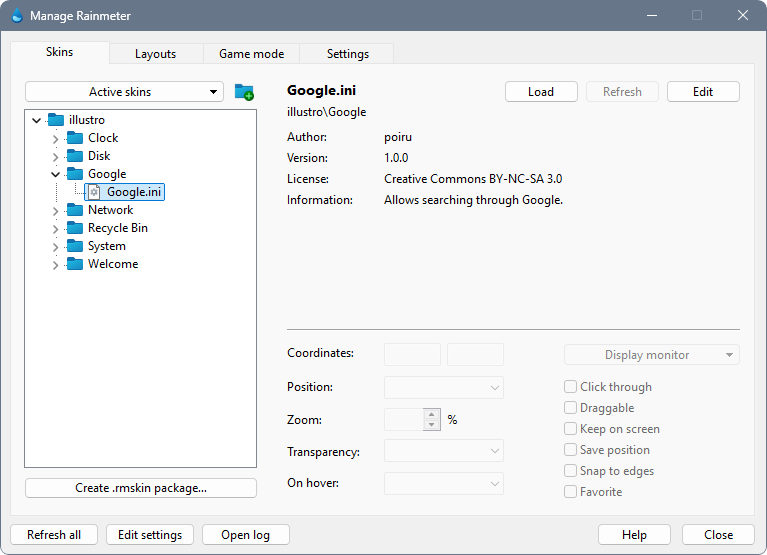 Manage Rainmeter
Skins
Layouts
Game mode
Settings
Active skins
illustro
Clock
Disk
Google
Google.ini
Network
Recycle Bin
System
Welcome
Create .rmskin package...
Google.ini
Load
Refresh
Edit
illustro\Google
Author: poiru
Version: 1.0.0
License: Creative Commons BY-NC-SA 3.0
Information: Allows searching through Google.
Coordinates:
Display monitor
Position:
Click through
Draggable
Zoom: %
Keep on screen
Transparency:
Save position
Snap to edges
On hover:
Favorite
Refresh all
Edit settings
Open log
Help
Close